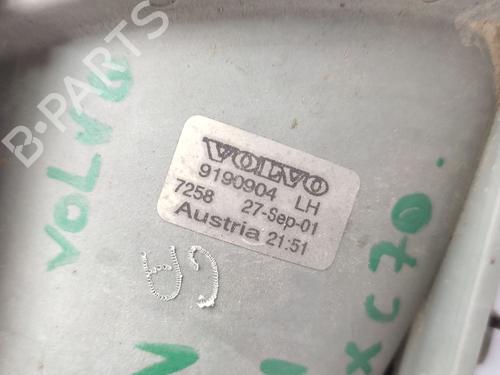 B-PARTS
VOLVO
VOLVO
9190904 LH
7258 27-Sep-01
Austria 21:51
XC70